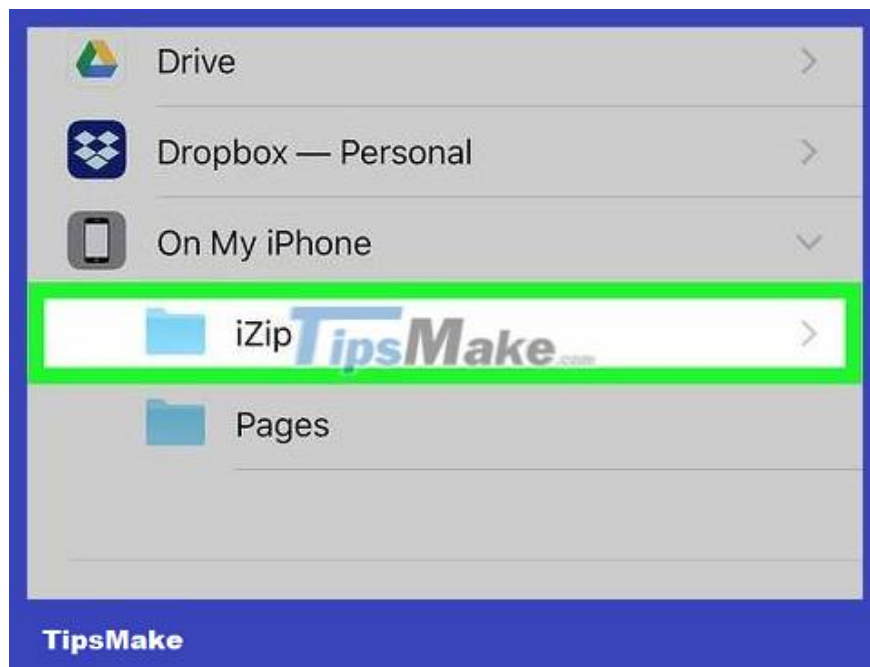 Drive
Dropbox — Personal
On My iPhone
iZip
TipsMake.com
Pages
TipsMake